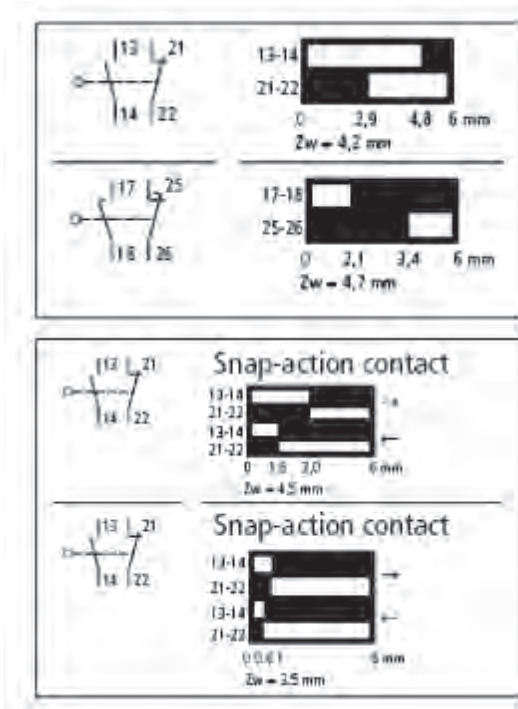 13 21
14 22
13-14
21-22
0 2,9 4,8 6 mm
Zw = 4,2 mm
17 25
18 26
17-18
25-26
0 2,1 3,4 6 mm
Zw = 4,7 mm
Snap-action contact
13 21
14 22
13-14
21-22
13-14
21-22
0 1,6 3,0 6 mm
Zw = 4,5 mm
Snap-action contact
13 21
14 22
13-14
21-22
13-14
21-22
6 mm
Zw = 3,5 mm